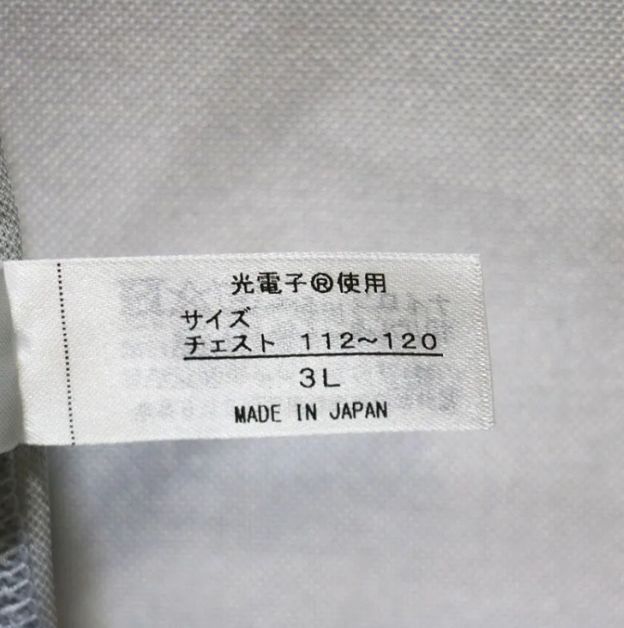 光電子®使用
サイズ
チェスト 112～120
3L
MADE IN JAPAN